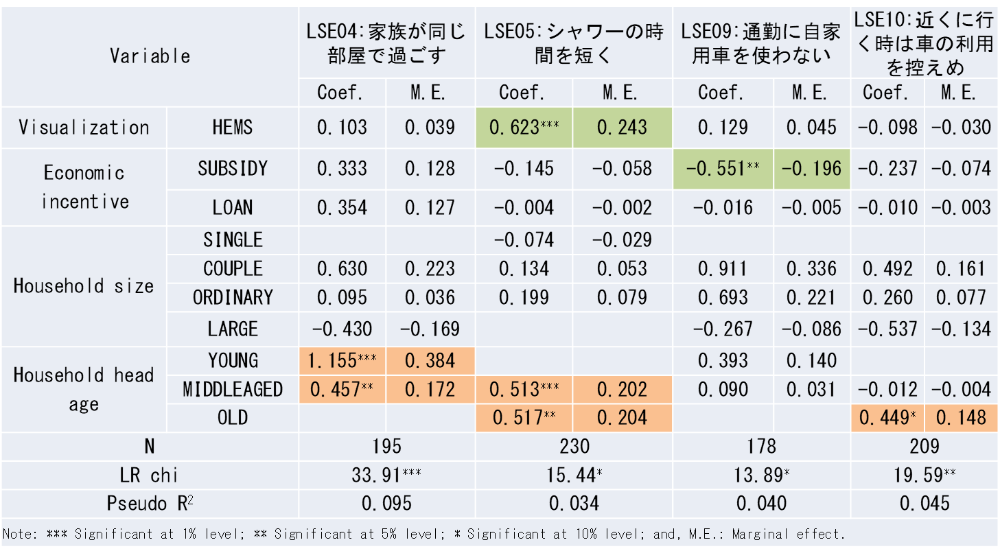 Variable LSE04:家族が同じ部屋で過ごす LSE05:シャワーの時間を短く LSE09:通勤に自家用車を使わない LSE10:近くに行く時は車の利用を控えめ
Coef. M.E. Coef. M.E. Coef. M.E. Coef. M.E.
Visualization HEMS 0.103 0.039 0.623*** 0.243 0.129 0.045 -0.098 -0.030
Economic incentive SUBSIDY 0.333 0.128 -0.145 -0.058 -0.551** -0.196 -0.237 -0.074
LOAN 0.354 0.127 -0.004 -0.002 -0.016 -0.005 -0.010 -0.003
Household size SINGLE -0.074 -0.029
COUPLE 0.630 0.223 0.134 0.053 0.911 0.336 0.492 0.161
ORDINARY 0.095 0.036 0.199 0.079 0.693 0.221 0.260 0.077
LARGE -0.430 -0.169 -0.267 -0.086 -0.537 -0.134
Household head age YOUNG 1.155*** 0.384 0.393 0.140
MIDDLEAGED 0.457** 0.172 0.513*** 0.202 0.090 0.031 -0.012 -0.004
OLD 0.517** 0.204 0.449* 0.148
N 195 230 178 209
LR chi 33.91*** 15.44* 13.89* 19.59**
Pseudo R² 0.095 0.034 0.040 0.045
Note: *** Significant at 1% level; ** Significant at 5% level; * Significant at 10% level; and, M.E.: Marginal effect.